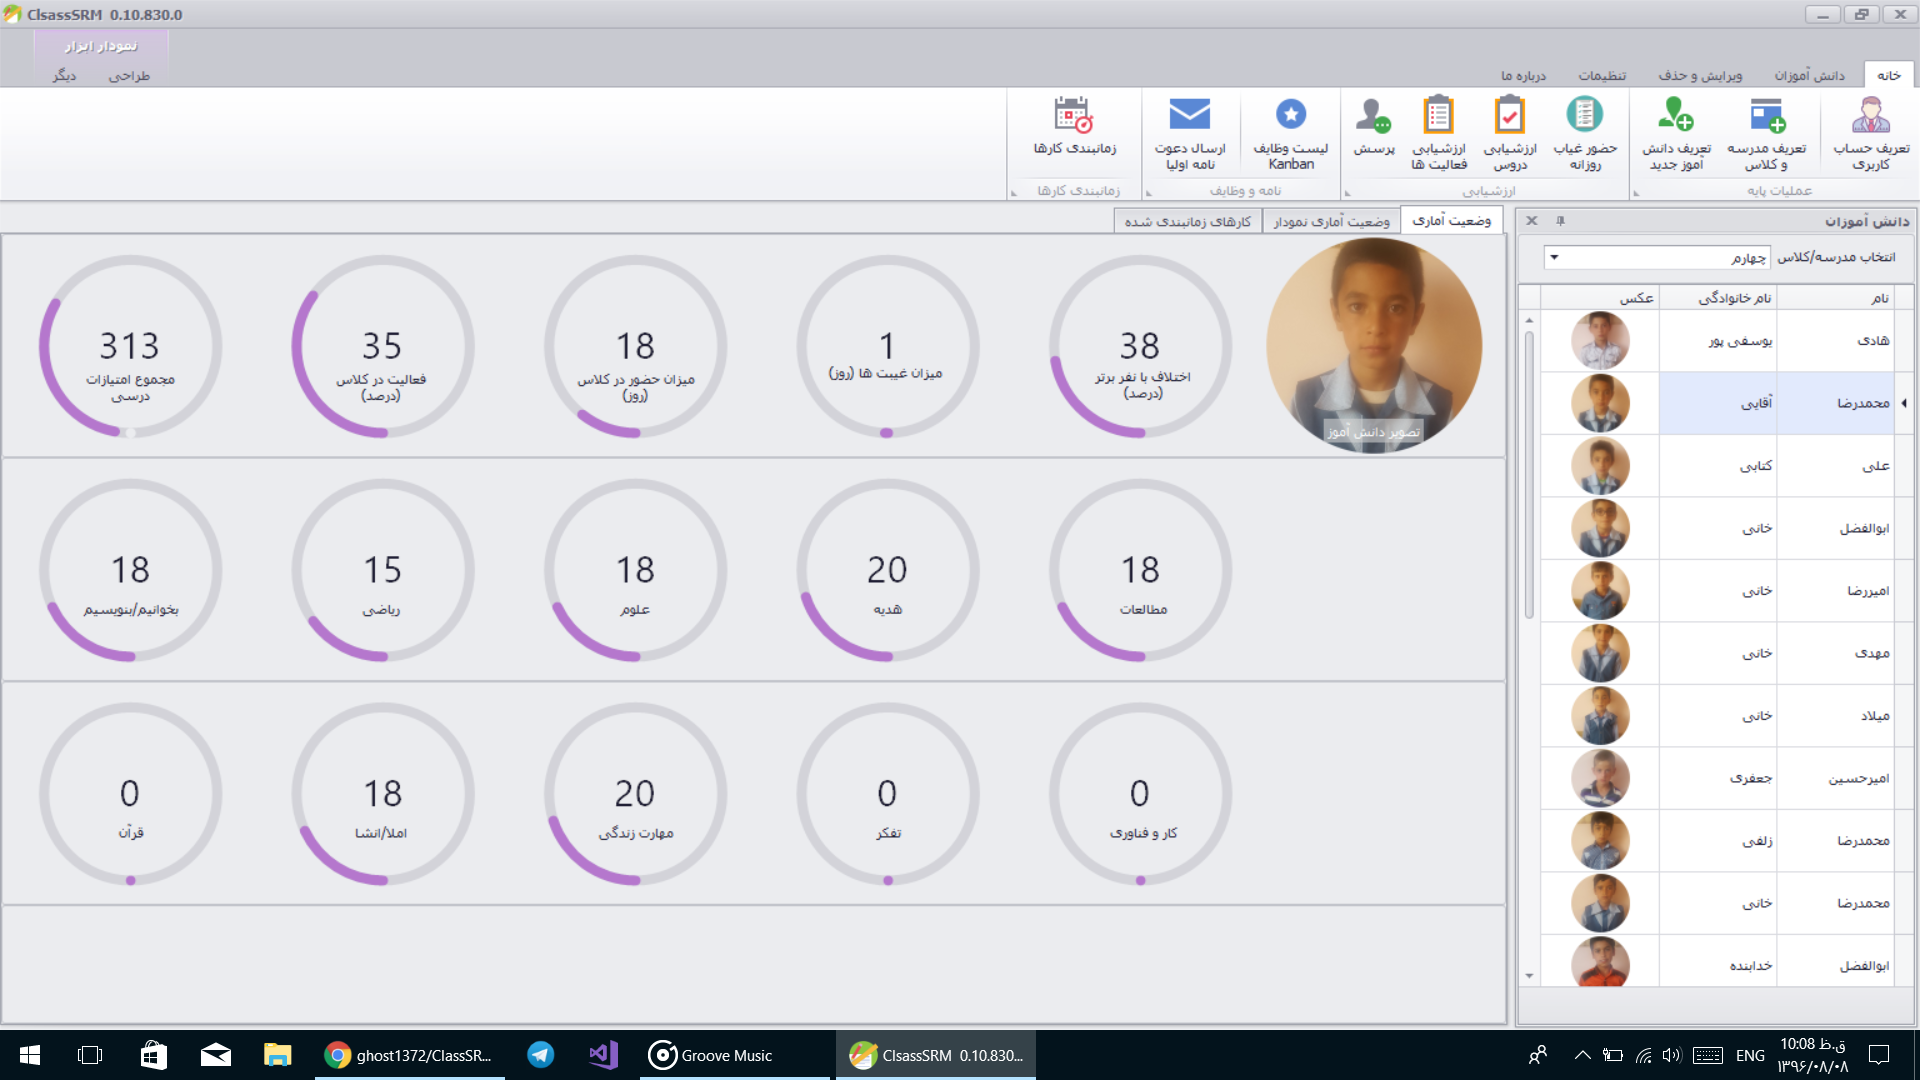 ClsassSRM 0.10.830.0
نمودار ابزار
خانه
دانش آموزان
ویرایش و حذف
تنظیمات
درباره ما
طراحی
دیگر
تعریف حساب
کاربری
تعریف مدرسه
و کلاس
تعریف دانش
آموز جدید
عملیات پایه
حضور غیاب
روزانه
ارزشیابی
دروس
ارزشیابی
فعالیت ها
پرسش
ارزشیابی
لیست وظایف
Kanban
ارسال دعوت
نامه اولیا
نامه و وظایف
زمانبندی کارها
زمانبندی کارها
دانش آموزان
انتخاب مدرسه/کلاس
چهارم
نام
نام خانوادگی
عکس
هادی
یوسفی پور
محمدرضا
آقایی
علی
کتابی
ابوالفضل
خانی
امیررضا
خانی
مهدی
خانی
میلاد
خانی
امیرحسین
جعفری
محمدرضا
زلفی
محمدرضا
خانی
ابوالفضل
خدابنده
وضعیت آماری
وضعیت آماری نمودار
کارهای زمانبندی شده
تصویر دانش آموز
38
اختلاف با نفر برتر
(درصد)
1
میزان غیبت ها (روز)
18
میزان حضور در کلاس
(روز)
35
فعالیت در کلاس
(درصد)
313
مجموع امتیازات
درسی
18
مطالعات
20
هدیه
18
علوم
15
ریاضی
18
بخوانیم/بنویسیم
0
کار و فناوری
0
تفکر
20
مهارت زندگی
18
املا/انشا
0
قرآن
ghost1372/ClassSR...
Groove Music
ClsassSRM 0.10.830...
ENG
10:08 ق.ظ
۱۳۹۶/۰۸/۰۸